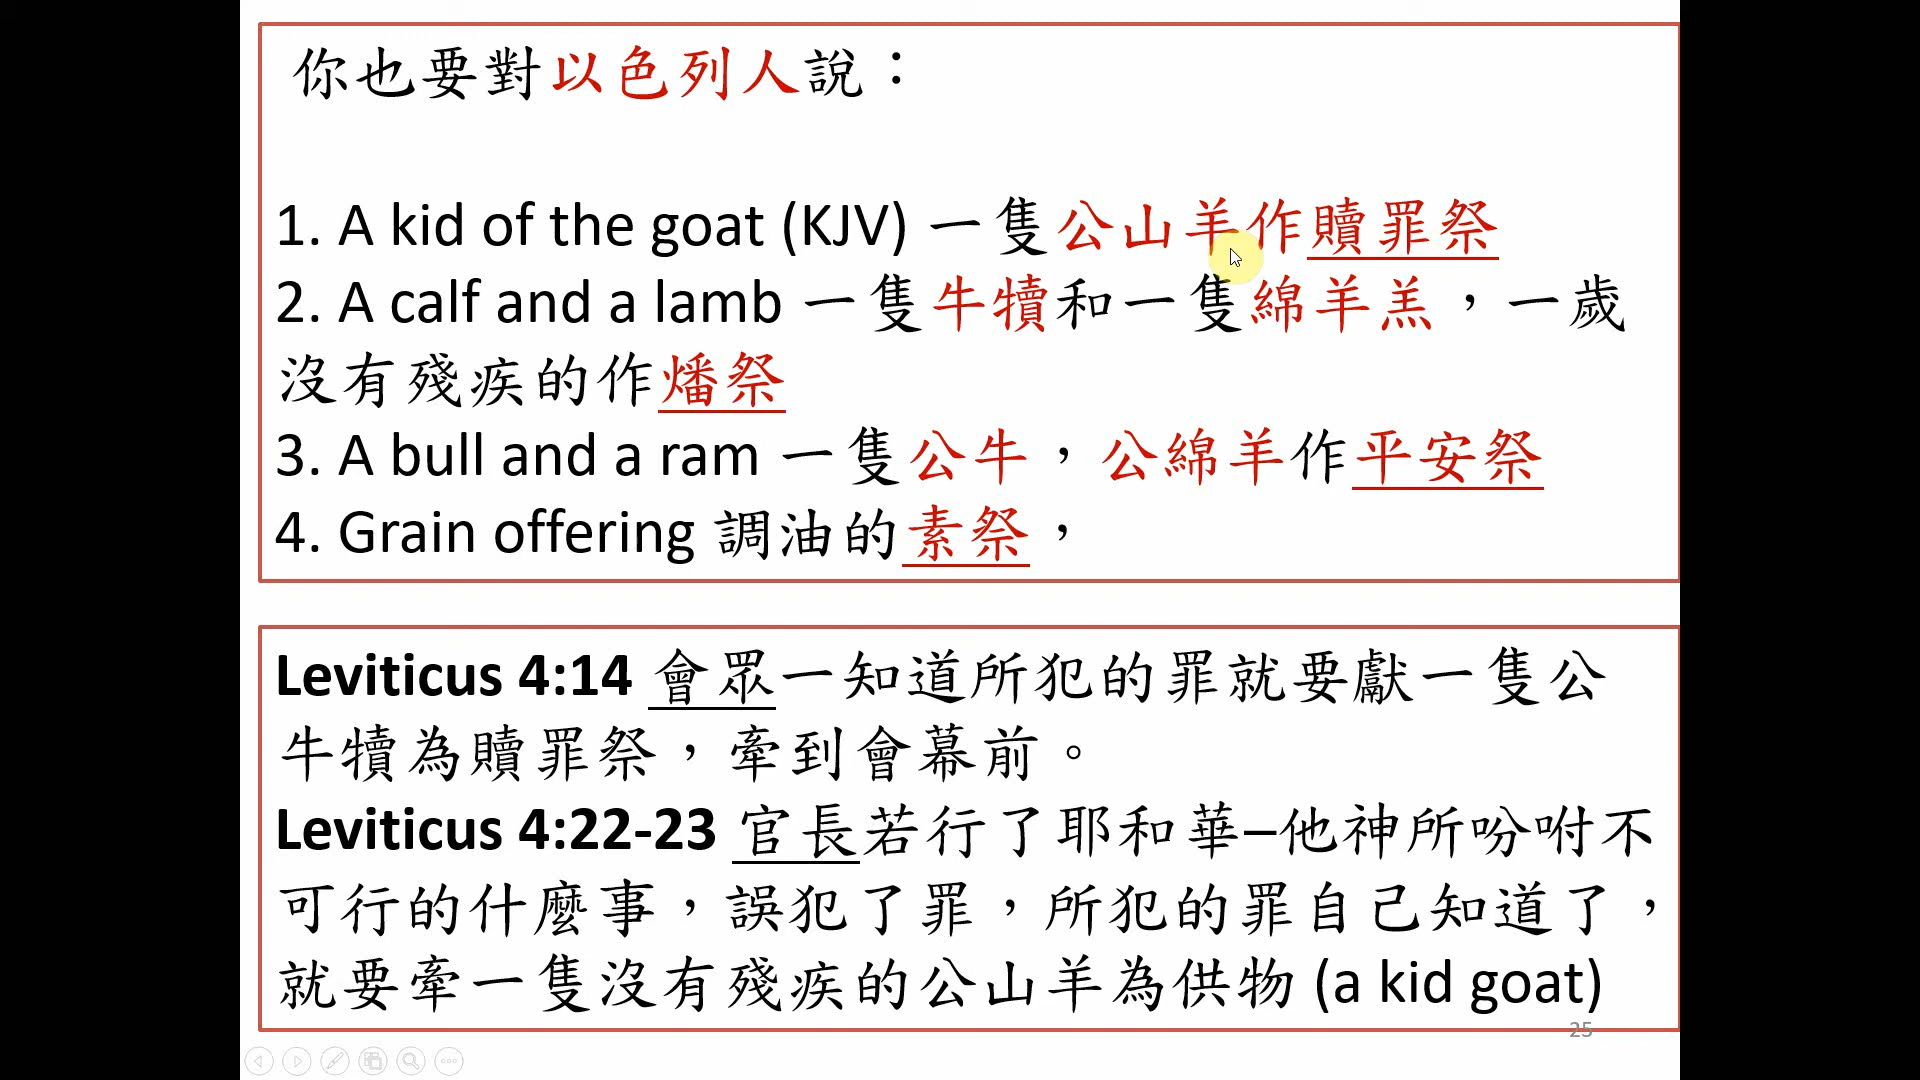 你也要對以色列人說：
1. A kid of the goat (KJV) 一隻公山羊作贖罪祭
2. A calf and a lamb 一隻牛犢和一隻綿羊羔，一歲
沒有殘疾的作燔祭
3. A bull and a ram 一隻公牛，公綿羊作平安祭
4. Grain offering 調油的素祭，
Leviticus 4:14 會眾一知道所犯的罪就要獻一隻公
牛犢為贖罪祭，牽到會幕前。
Leviticus 4:22-23 官長若行了耶和華–他神所吩咐不
可行的什麼事，誤犯了罪，所犯的罪自己知道了，
就要牽一隻沒有殘疾的公山羊為供物 (a kid goat)
25